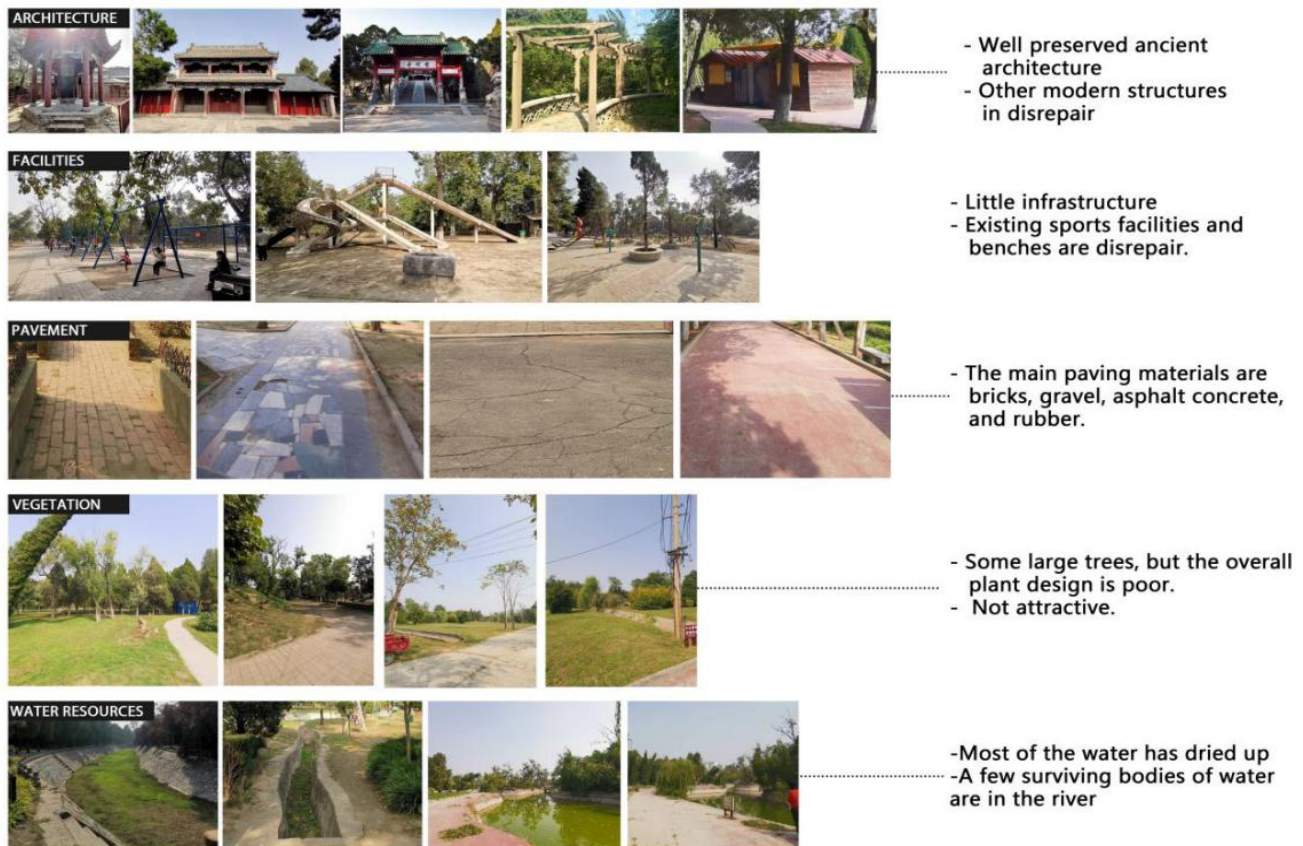 ARCHITECTURE
- Well preserved ancient
architecture
- Other modern structures
in disrepair
FACILITIES
- Little infrastructure
- Existing sports facilities and
benches are disrepair.
PAVEMENT
- The main paving materials are
bricks, gravel, asphalt concrete,
and rubber.
VEGETATION
- Some large trees, but the overall
plant design is poor.
- Not attractive.
WATER RESOURCES
-Most of the water has dried up
-A few surviving bodies of water
are in the river